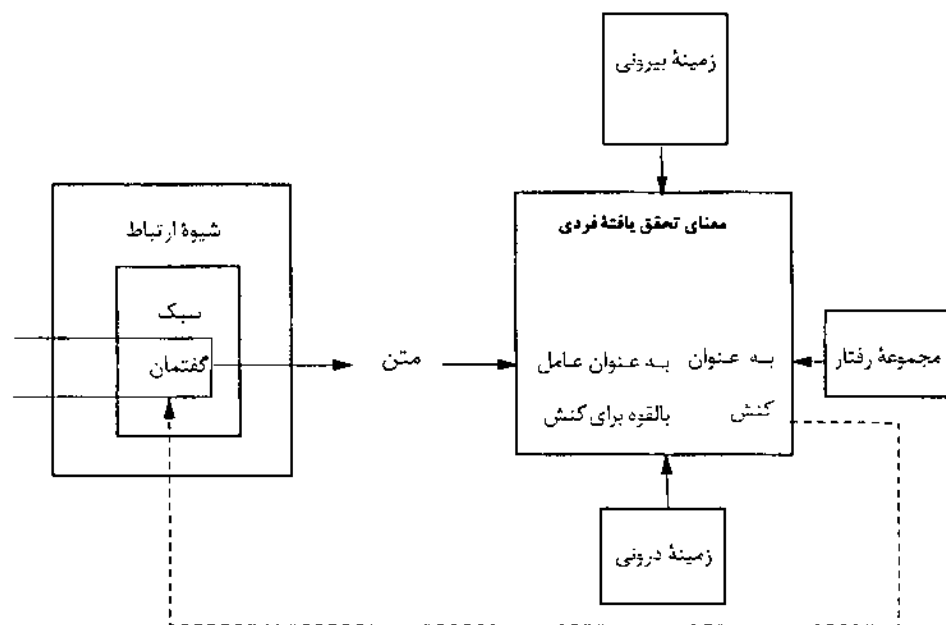 زمینهٔ بیرونی
معنای تحقق یافتهٔ فردی
شیوهٔ ارتباط
سبک
گفتمان
متن
به عنوان
به عنوان عامل
مجموعهٔ رفتار
کنش
بالقوه برای کنش
زمینهٔ درونی